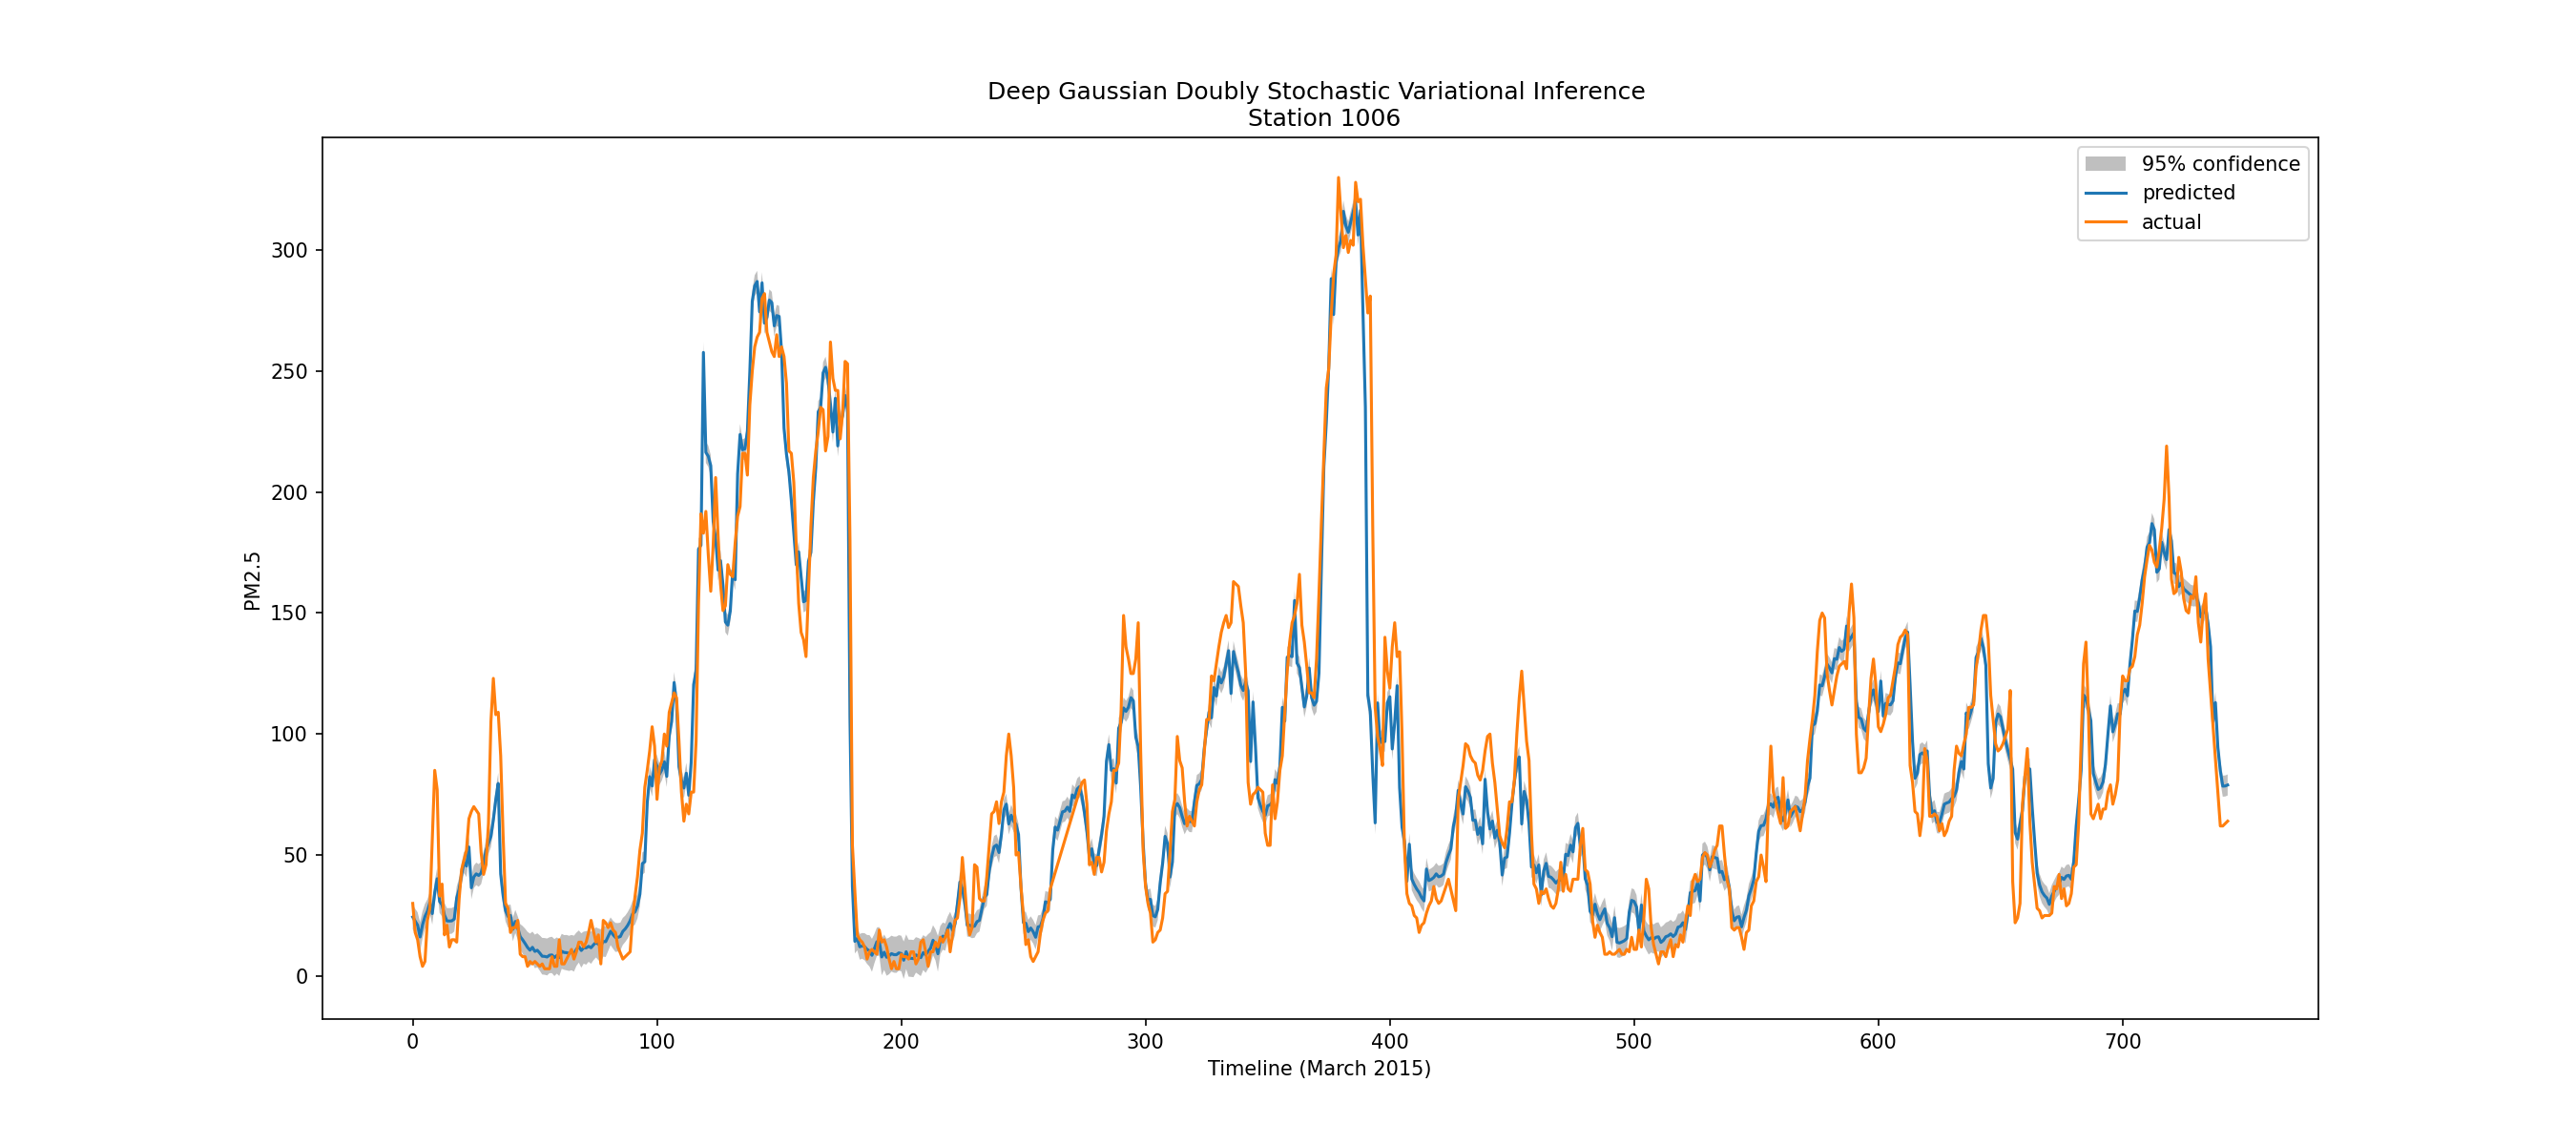 Deep Gaussian Doubly Stochastic Variational Inference
Station 1006
95% confidence
predicted
actual
300
250
200
150
100
50
0
PM2.5
0 100 200 300 400 500 600 700
Timeline (March 2015)